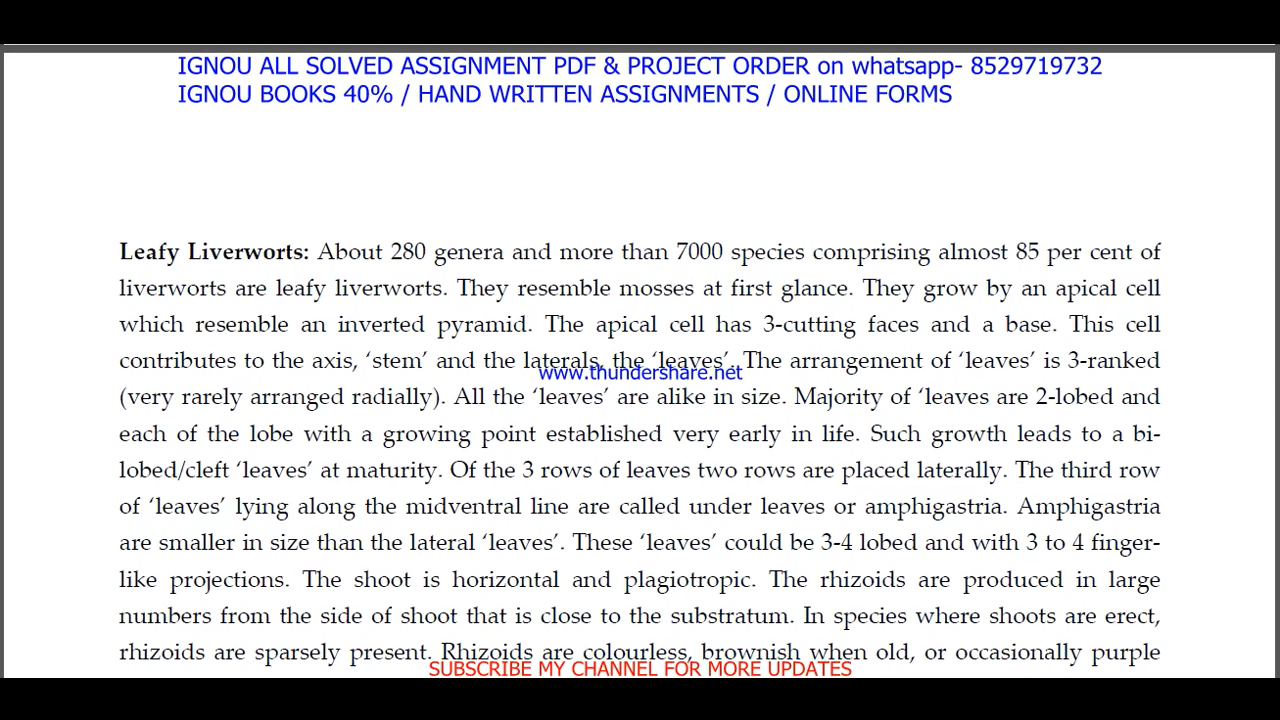 IGNOU ALL SOLVED ASSIGNMENT PDF & PROJECT ORDER on whatsapp- 8529719732
IGNOU BOOKS 40% / HAND WRITTEN ASSIGNMENTS / ONLINE FORMS
Leafy Liverworts: About 280 genera and more than 7000 species comprising almost 85 per cent of
liverworts are leafy liverworts. They resemble mosses at first glance. They grow by an apical cell
which resemble an inverted pyramid. The apical cell has 3-cutting faces and a base. This cell
contributes to the axis, ‘stem’ and the laterals, the ‘leaves’. The arrangement of ‘leaves’ is 3-ranked
www.thundershare.net
(very rarely arranged radially). All the ‘leaves’ are alike in size. Majority of ‘leaves are 2-lobed and
each of the lobe with a growing point established very early in life. Such growth leads to a bi-
lobed/cleft ‘leaves’ at maturity. Of the 3 rows of leaves two rows are placed laterally. The third row
of ‘leaves’ lying along the midventral line are called under leaves or amphigastria. Amphigastria
are smaller in size than the lateral ‘leaves’. These ‘leaves’ could be 3-4 lobed and with 3 to 4 finger-
like projections. The shoot is horizontal and plagiotropic. The rhizoids are produced in large
numbers from the side of shoot that is close to the substratum. In species where shoots are erect,
rhizoids are sparsely present. Rhizoids are colourless, brownish when old, or occasionally purple
SUBSCRIBE MY CHANNEL FOR MORE UPDATES